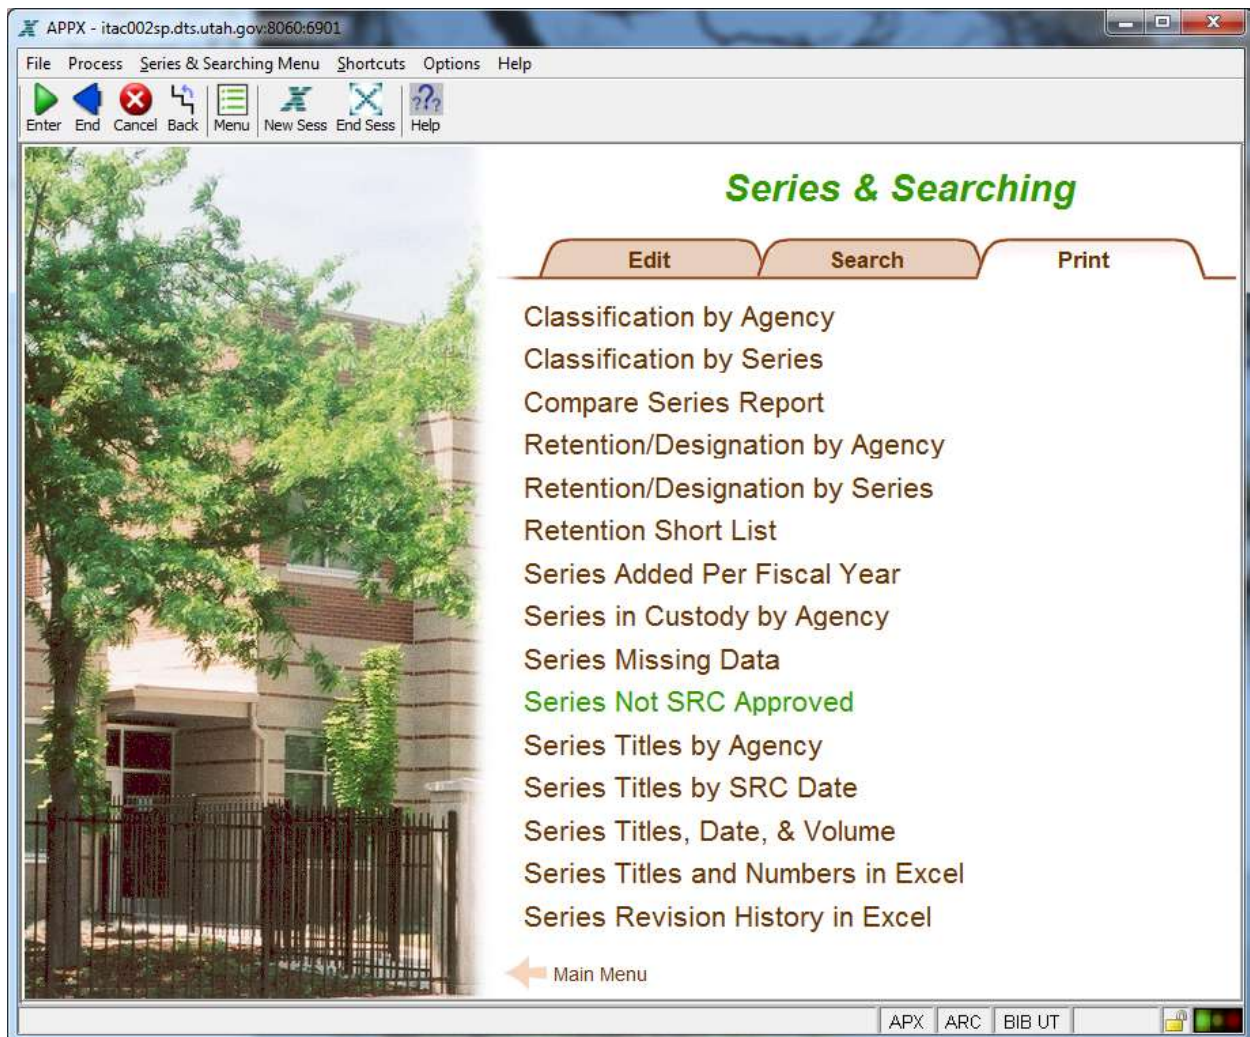 APPX - itac002sp.dts.utah.gov:8060:6901
File Process Series & Searching Menu Shortcuts Options Help
Enter End Cancel Back Menu New Sess End Sess Help
Series & Searching
Edit Search Print
Classification by Agency
Classification by Series
Compare Series Report
Retention/Designation by Agency
Retention/Designation by Series
Retention Short List
Series Added Per Fiscal Year
Series in Custody by Agency
Series Missing Data
Series Not SRC Approved
Series Titles by Agency
Series Titles by SRC Date
Series Titles, Date, & Volume
Series Titles and Numbers in Excel
Series Revision History in Excel
Main Menu
APX ARC BIB UT